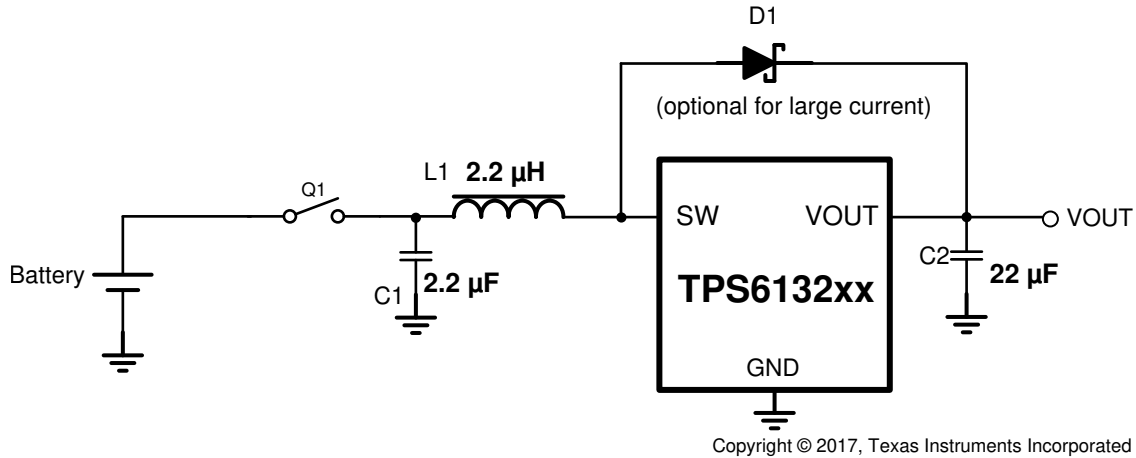 D1
(optional for large current)
L1 2.2 µH
Q1
SW VOUT
VOUT
Battery
C1 2.2 µF
TPS6132xx
C2 22 µF
GND
Copyright © 2017, Texas Instruments Incorporated